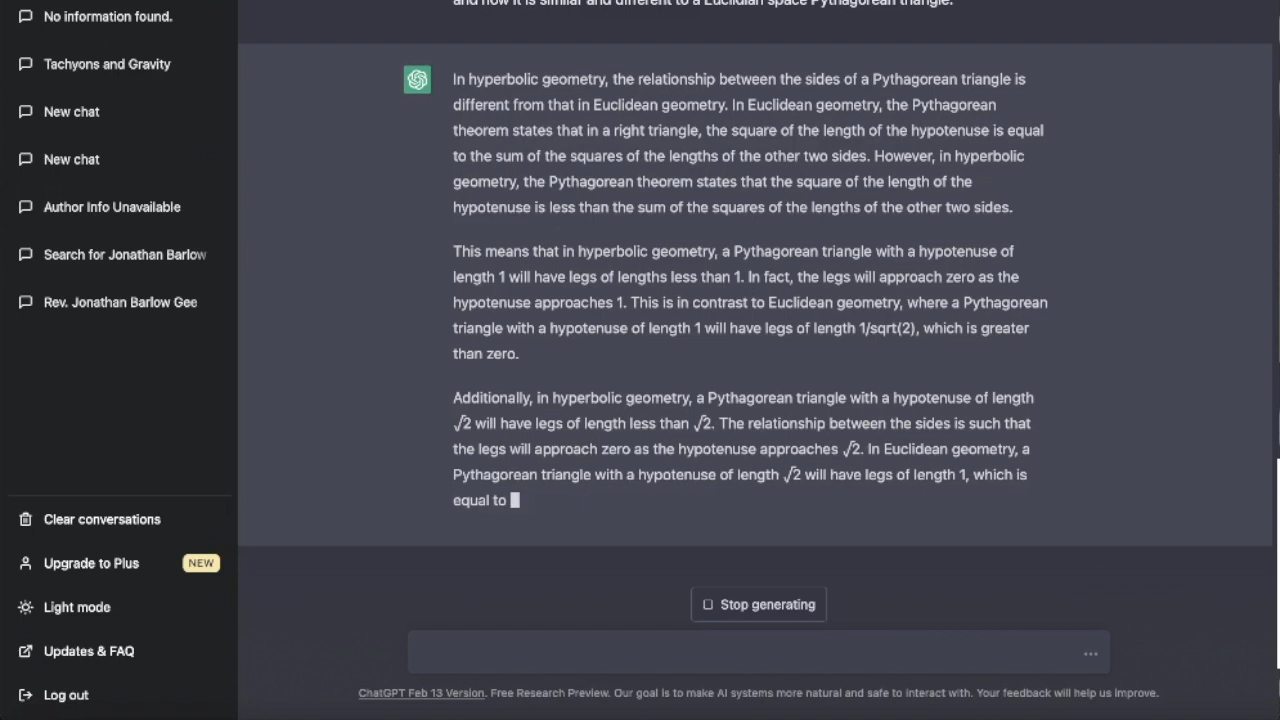 No information found.
Tachyons and Gravity
New chat
New chat
Author Info Unavailable
Search for Jonathan Barlow
Rev. Jonathan Barlow Gee
Clear conversations
Upgrade to Plus NEW
Light mode
Updates & FAQ
Log out
and how it is similar and different to a Euclidian space Pythagorean triangle.
In hyperbolic geometry, the relationship between the sides of a Pythagorean triangle is
different from that in Euclidean geometry. In Euclidean geometry, the Pythagorean
theorem states that in a right triangle, the square of the length of the hypotenuse is equal
to the sum of the squares of the lengths of the other two sides. However, in hyperbolic
geometry, the Pythagorean theorem states that the square of the length of the
hypotenuse is less than the sum of the squares of the lengths of the other two sides.
This means that in hyperbolic geometry, a Pythagorean triangle with a hypotenuse of
length 1 will have legs of lengths less than 1. In fact, the legs will approach zero as the
hypotenuse approaches 1. This is in contrast to Euclidean geometry, where a Pythagorean
triangle with a hypotenuse of length 1 will have legs of length 1/sqrt(2), which is greater
than zero.
Additionally, in hyperbolic geometry, a Pythagorean triangle with a hypotenuse of length
√2 will have legs of length less than √2. The relationship between the sides is such that
the legs will approach zero as the hypotenuse approaches √2. In Euclidean geometry, a
Pythagorean triangle with a hypotenuse of length √2 will have legs of length 1, which is
equal to
Stop generating
ChatGPT Feb 13 Version. Free Research Preview. Our goal is to make AI systems more natural and safe to interact with. Your feedback will help us improve.